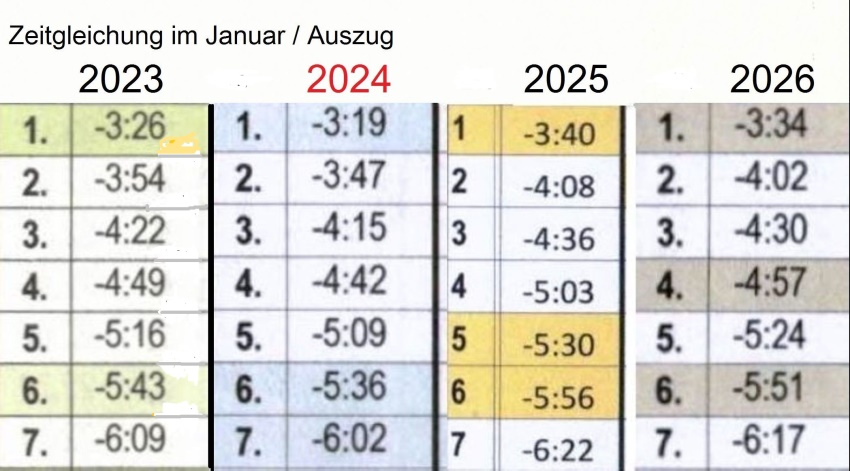 Zeitgleichung im Januar / Auszug
2023 2024 2025 2026
1. -3:26 1. -3:19 1 -3:40 1. -3:34
2. -3:54 2. -3:47 2 -4:08 2. -4:02
3. -4:22 3. -4:15 3 -4:36 3. -4:30
4. -4:49 4. -4:42 4 -5:03 4. -4:57
5. -5:16 5. -5:09 5 -5:30 5. -5:24
6. -5:43 6. -5:36 6 -5:56 6. -5:51
7. -6:09 7. -6:02 7 -6:22 7. -6:17